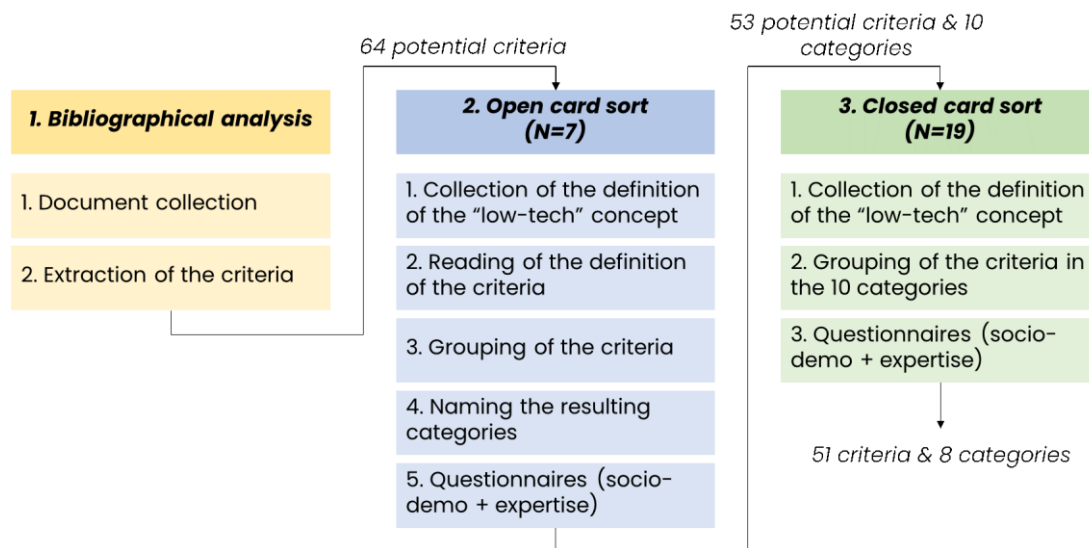 64 potential criteria
53 potential criteria & 10
categories
1. Bibliographical analysis
1. Document collection
2. Extraction of the criteria
2. Open card sort
(N=7)
1. Collection of the definition
of the “low-tech” concept
2. Reading of the definition
of the criteria
3. Grouping of the criteria
4. Naming the resulting
categories
5. Questionnaires (socio-
demo + expertise)
3. Closed card sort
(N=19)
1. Collection of the definition
of the “low-tech” concept
2. Grouping of the criteria in
the 10 categories
3. Questionnaires (socio-
demo + expertise)
51 criteria & 8 categories